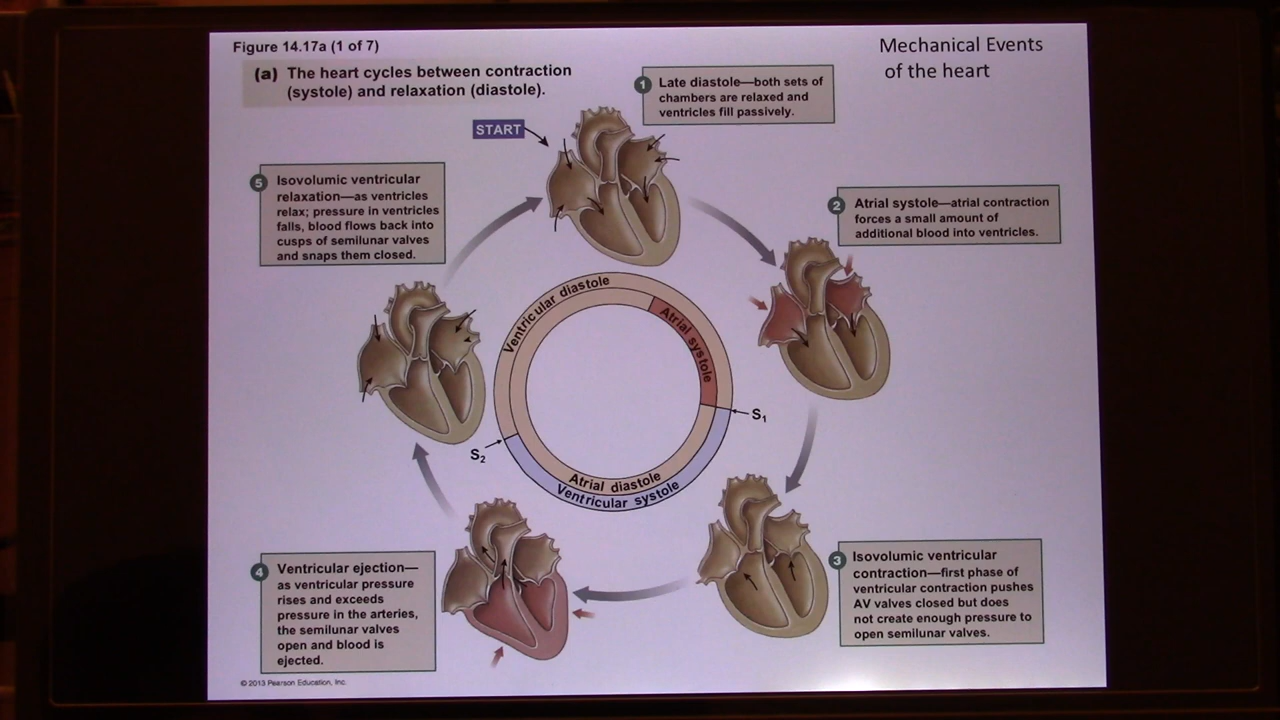 Figure 14.17a (1 of 7)
Mechanical Events
of the heart
(a) The heart cycles between contraction
(systole) and relaxation (diastole).
START
1 Late diastole—both sets of
chambers are relaxed and
ventricles fill passively.
2 Atrial systole—atrial contraction
forces a small amount of
additional blood into ventricles.
3 Isovolumic ventricular
contraction—first phase of
ventricular contraction pushes
AV valves closed but does
not create enough pressure to
open semilunar valves.
4 Ventricular ejection—
as ventricular pressure
rises and exceeds
pressure in the arteries,
the semilunar valves
open and blood is
ejected.
5 Isovolumic ventricular
relaxation—as ventricles
relax; pressure in ventricles
falls, blood flows back into
cusps of semilunar valves
and snaps them closed.
Ventricular diastole
Atrial systole
S1
S2
Atrial diastole
Ventricular systole
© 2013 Pearson Education, Inc.